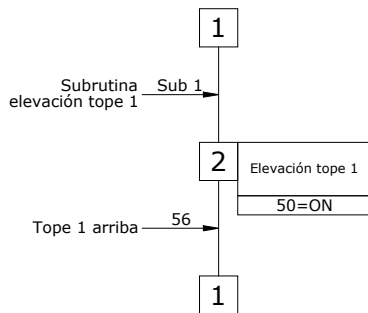 1
Subrutina Sub 1
elevación tope 1
2
Elevación tope 1
50=ON
Tope 1 arriba 56
1